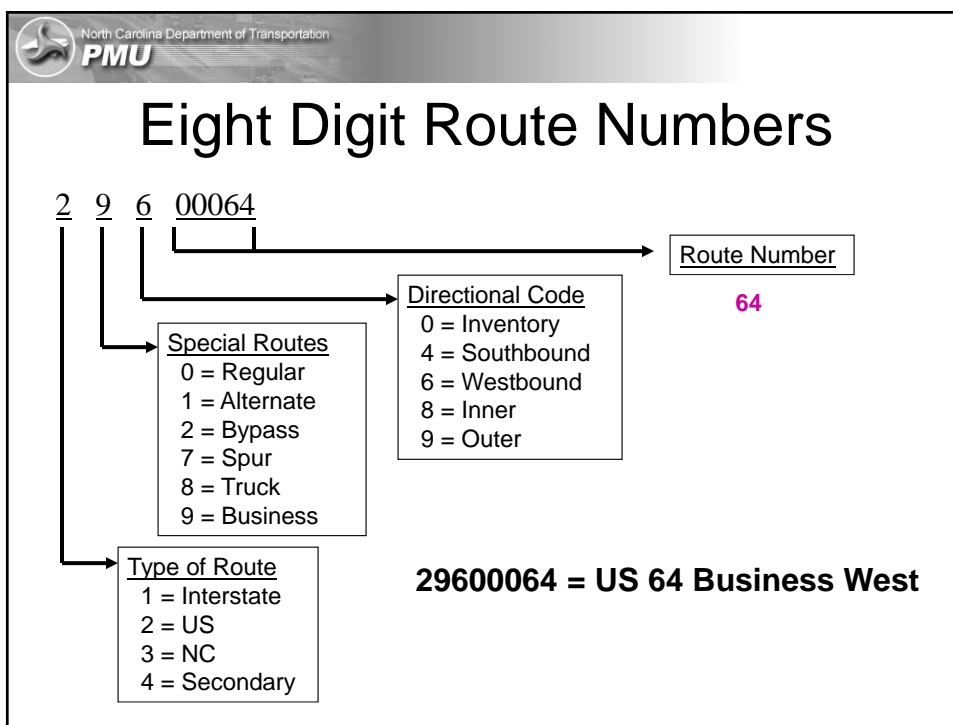 North Carolina Department of Transportation
PMU
Eight Digit Route Numbers
2 9 6 00064
Route Number
64
Directional Code
0 = Inventory
4 = Southbound
6 = Westbound
8 = Inner
9 = Outer
Special Routes
0 = Regular
1 = Alternate
2 = Bypass
7 = Spur
8 = Truck
9 = Business
Type of Route
1 = Interstate
2 = US
3 = NC
4 = Secondary
29600064 = US 64 Business West